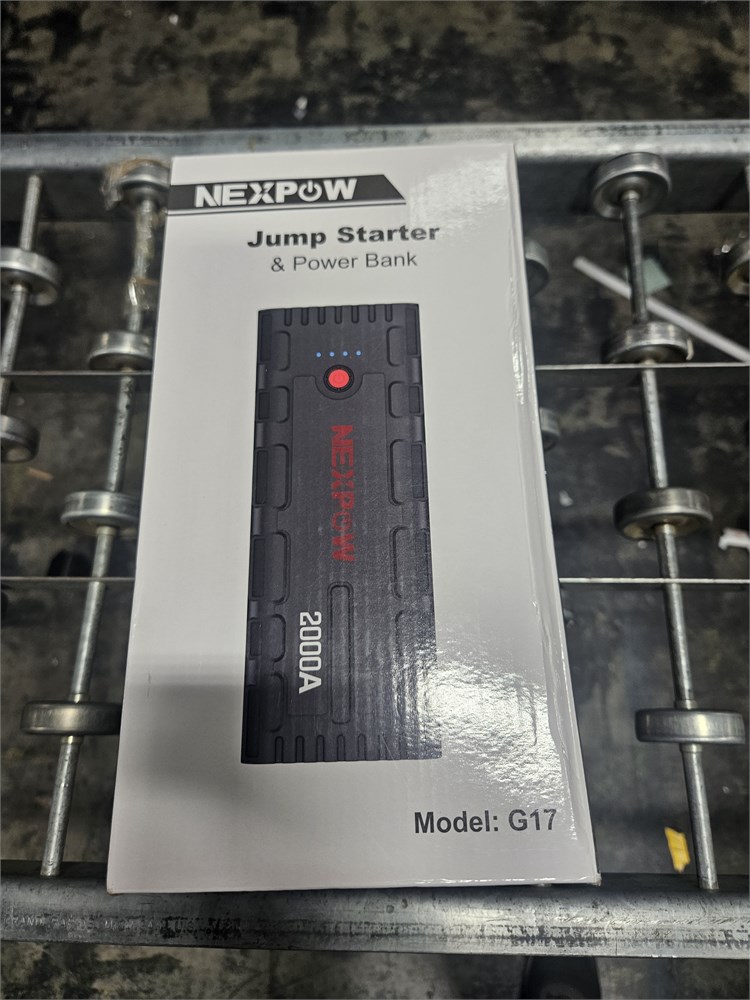 NEXPOW
Jump Starter
& Power Bank
NEXPOW
2000A
Model: G17